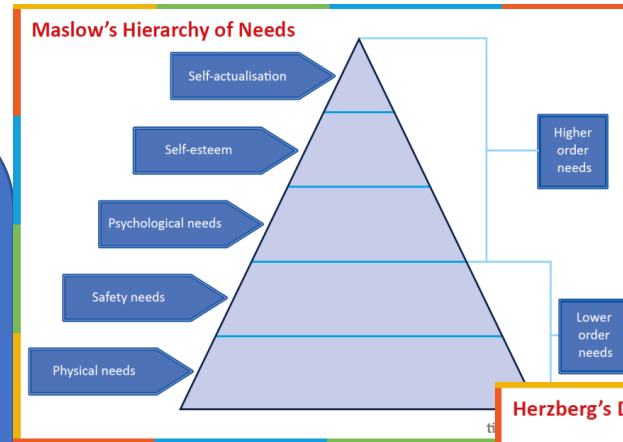 Maslow's Hierarchy of Needs
Self-actualisation
Self-esteem
Psychological needs
Safety needs
Physical needs
Higher
order
needs
Lower
order
needs
Herzberg's